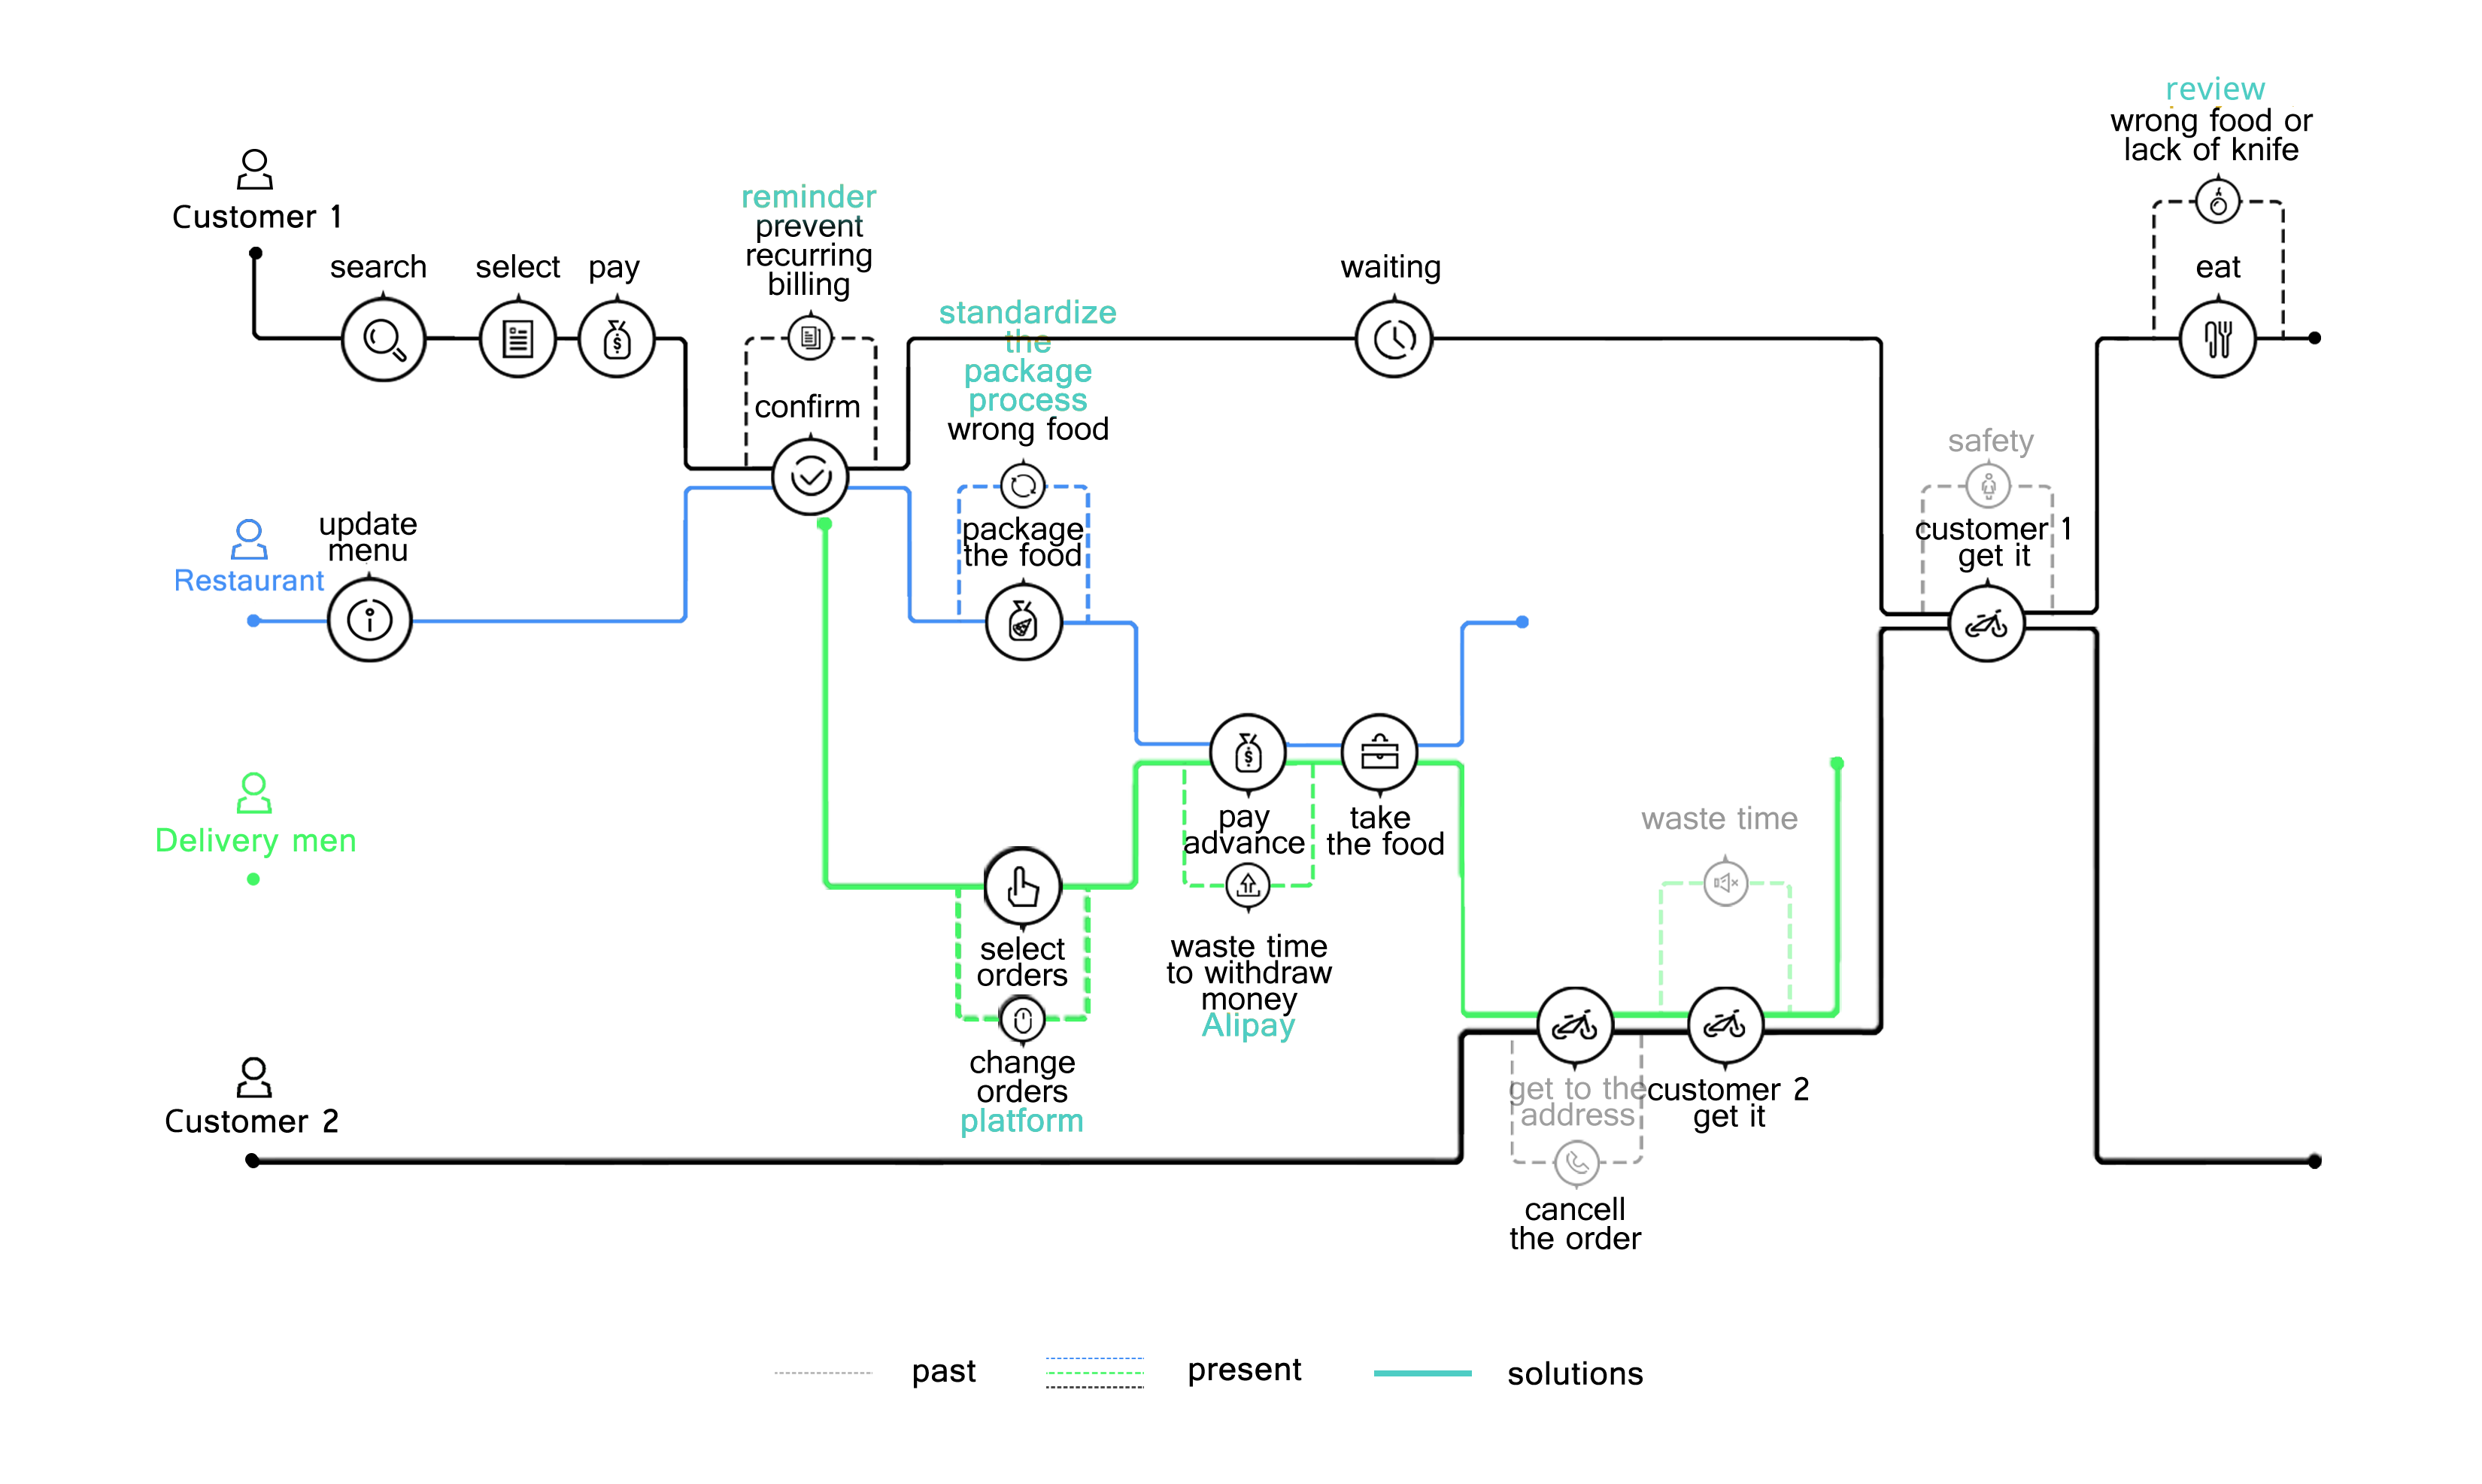 review
wrong food or
lack of knife
Customer 1
reminder
prevent
recurring
billing
search
select
pay
waiting
eat
standardize
the
package
process
wrong food
confirm
safety
update
menu
package
the food
customer 1
get it
Restaurant
Delivery men
pay
advance
take
the food
waste time
select
orders
waste time
to withdraw
money
Alipay
change
orders
platform
Customer 2
get to the
address
customer 2
get it
cancell
the order
past
present
solutions